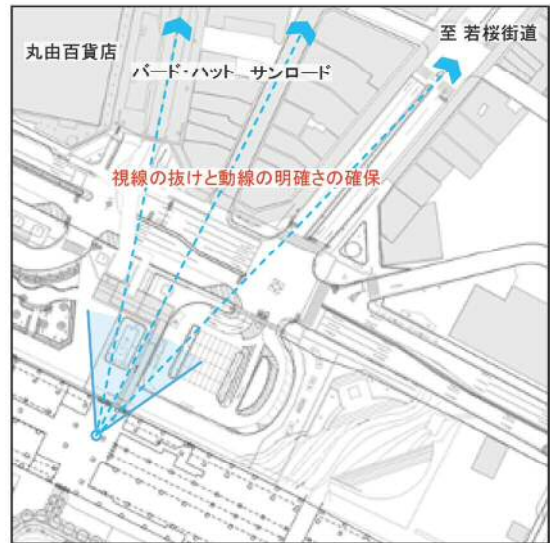 至 若桜街道
丸由百貨店
バード・ハット サンロード
視線の抜けと動線の明確さの確保